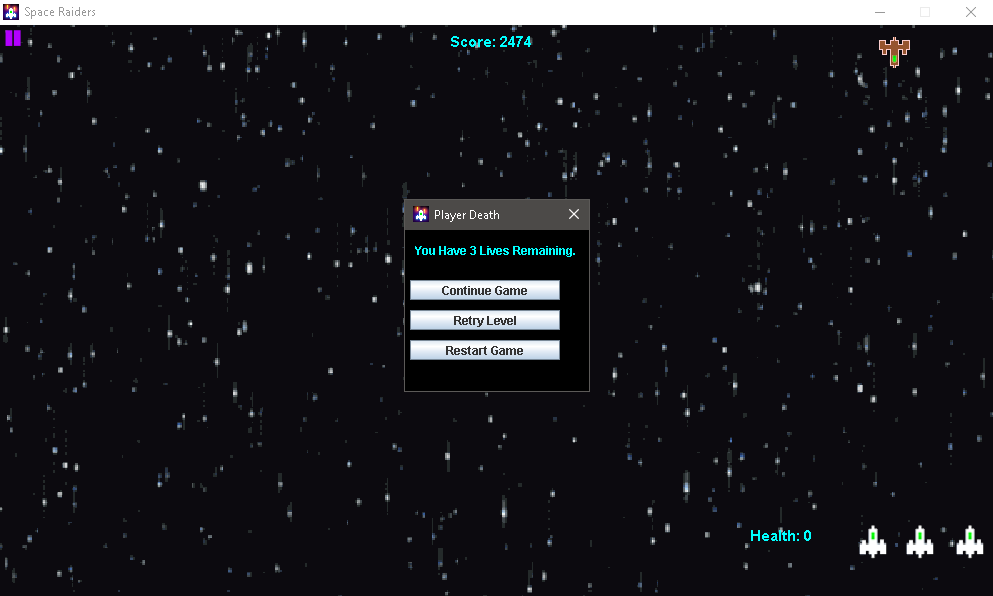 Space Raiders
Score: 2474
Player Death
You Have 3 Lives Remaining.
Continue Game
Retry Level
Restart Game
Health: 0